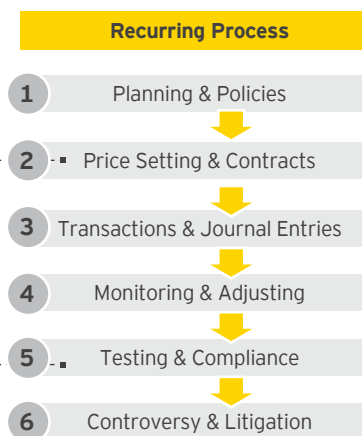 Recurring Process
1 Planning & Policies
2 Price Setting & Contracts
3 Transactions & Journal Entries
4 Monitoring & Adjusting
5 Testing & Compliance
6 Controversy & Litigation